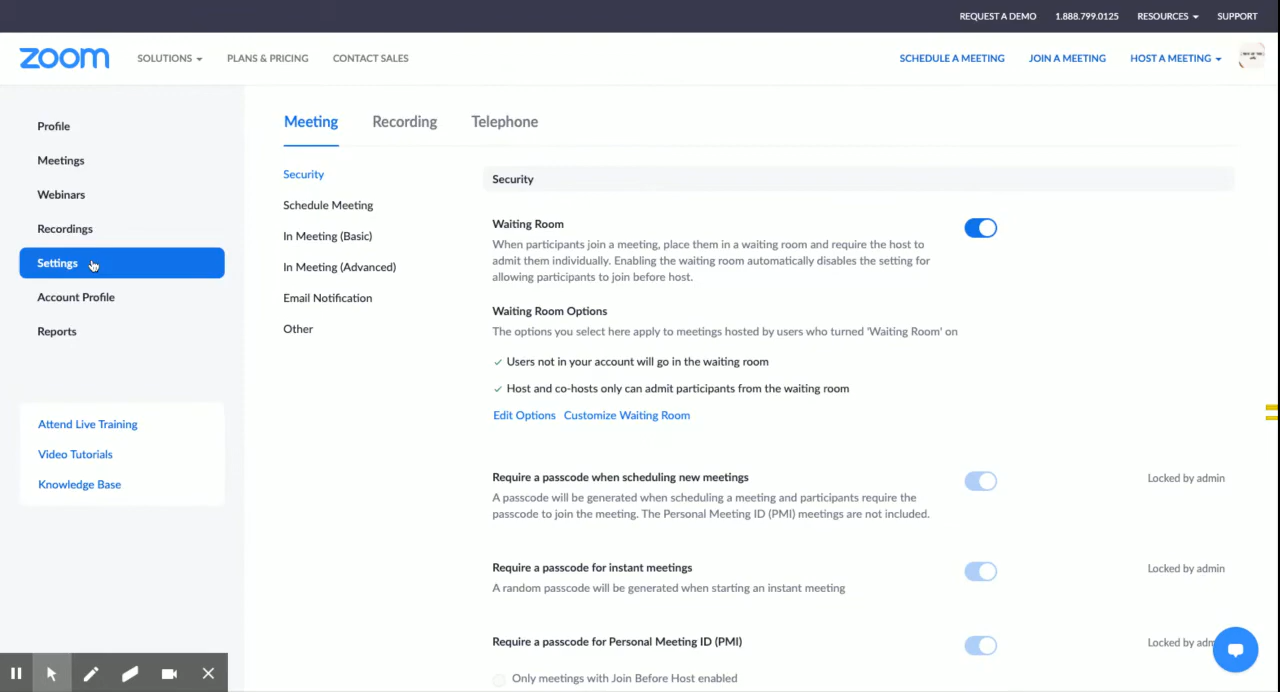 REQUEST A DEMO 1.888.799.0125 RESOURCES SUPPORT
zoom SOLUTIONS PLANS & PRICING CONTACT SALES SCHEDULE A MEETING JOIN A MEETING HOST A MEETING
Profile
Meetings
Webinars
Recordings
Settings
Account Profile
Reports
Attend Live Training
Video Tutorials
Knowledge Base
Meeting Recording Telephone
Security
Schedule Meeting
In Meeting (Basic)
In Meeting (Advanced)
Email Notification
Other
Security
Waiting Room
When participants join a meeting, place them in a waiting room and require the host to
admit them individually. Enabling the waiting room automatically disables the setting for
allowing participants to join before host.
Waiting Room Options
The options you select here apply to meetings hosted by users who turned 'Waiting Room' on
Users not in your account will go in the waiting room
Host and co-hosts only can admit participants from the waiting room
Edit Options Customize Waiting Room
Require a passcode when scheduling new meetings
Locked by admin
A passcode will be generated when scheduling a meeting and participants require the
passcode to join the meeting. The Personal Meeting ID (PMI) meetings are not included.
Require a passcode for instant meetings
Locked by admin
A random passcode will be generated when starting an instant meeting
Require a passcode for Personal Meeting ID (PMI)
Locked by
Only meetings with Join Before Host enabled